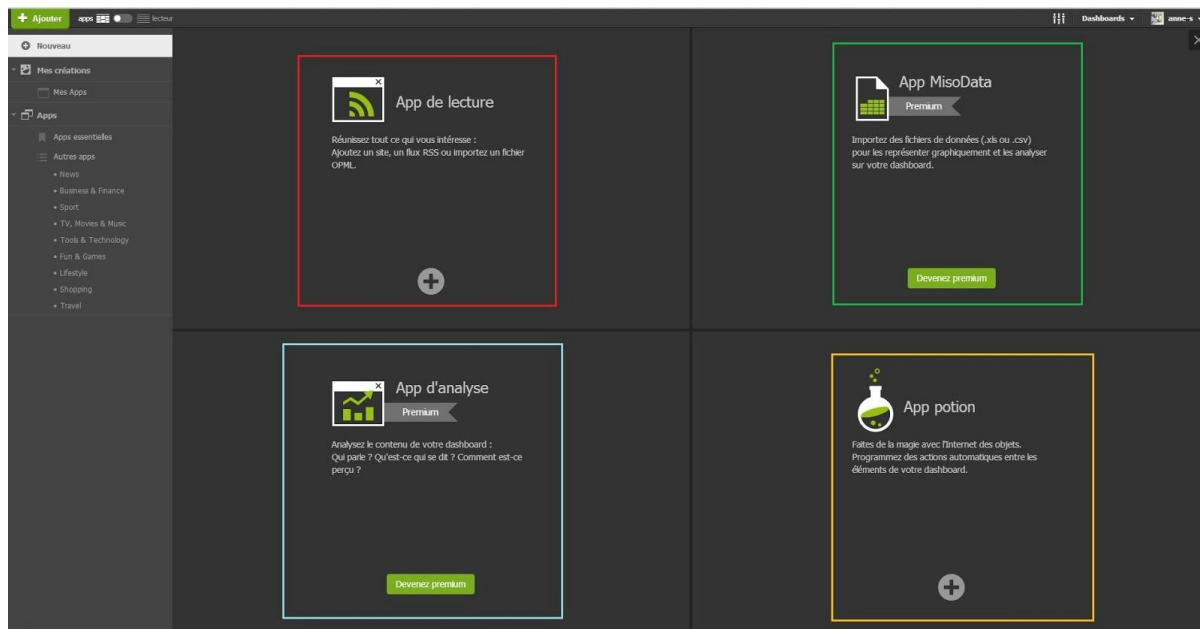 Ajouter apps lecteur Dashboards anne-s
Nouveau
Mes créations
Mes Apps
Apps
Apps essentielles
Autres apps
• News
• Business & Finance
• Sport
• TV, Movies & Music
• Tools & Technology
• Fun & Games
• Lifestyle
• Shopping
• Travel
App de lecture
Réunissez tout ce qui vous intéresse :
Ajoutez un site, un flux RSS ou importez un fichier
OPML.
App MisoData
Premium
Importez des fichiers de données (.xls ou .csv)
pour les représenter graphiquement et les analyser
sur votre dashboard.
Devenez premium
App d'analyse
Premium
Analysez le contenu de votre dashboard :
Qui parle ? Qu'est-ce qui se dit ? Comment est-ce
perçu ?
Devenez premium
App potion
Faites de la magie avec l'Internet des objets.
Programmez des actions automatiques entre les
éléments de votre dashboard.